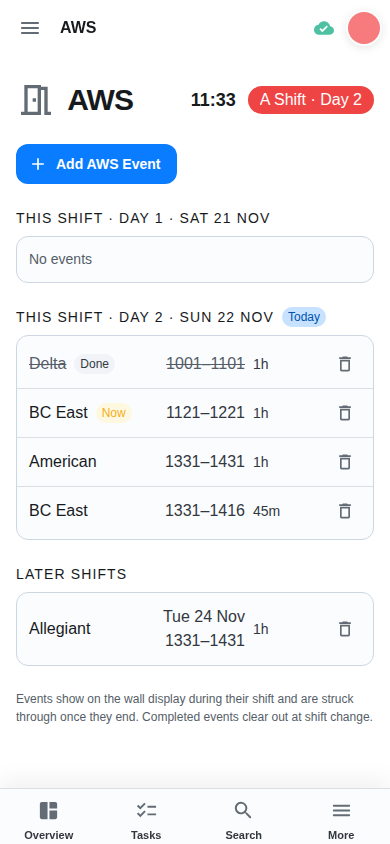 AWS
AWS 11:33 A Shift · Day 2
Add AWS Event
THIS SHIFT · DAY 1 · SAT 21 NOV
No events
THIS SHIFT · DAY 2 · SUN 22 NOV Today
Delta Done 1001–1101 1h
BC East Now 1121–1221 1h
American 1331–1431 1h
BC East 1331–1416 45m
LATER SHIFTS
Allegiant Tue 24 Nov 1331–1431 1h
Events show on the wall display during their shift and are struck
through once they end. Completed events clear out at shift change.
Overview Tasks Search More